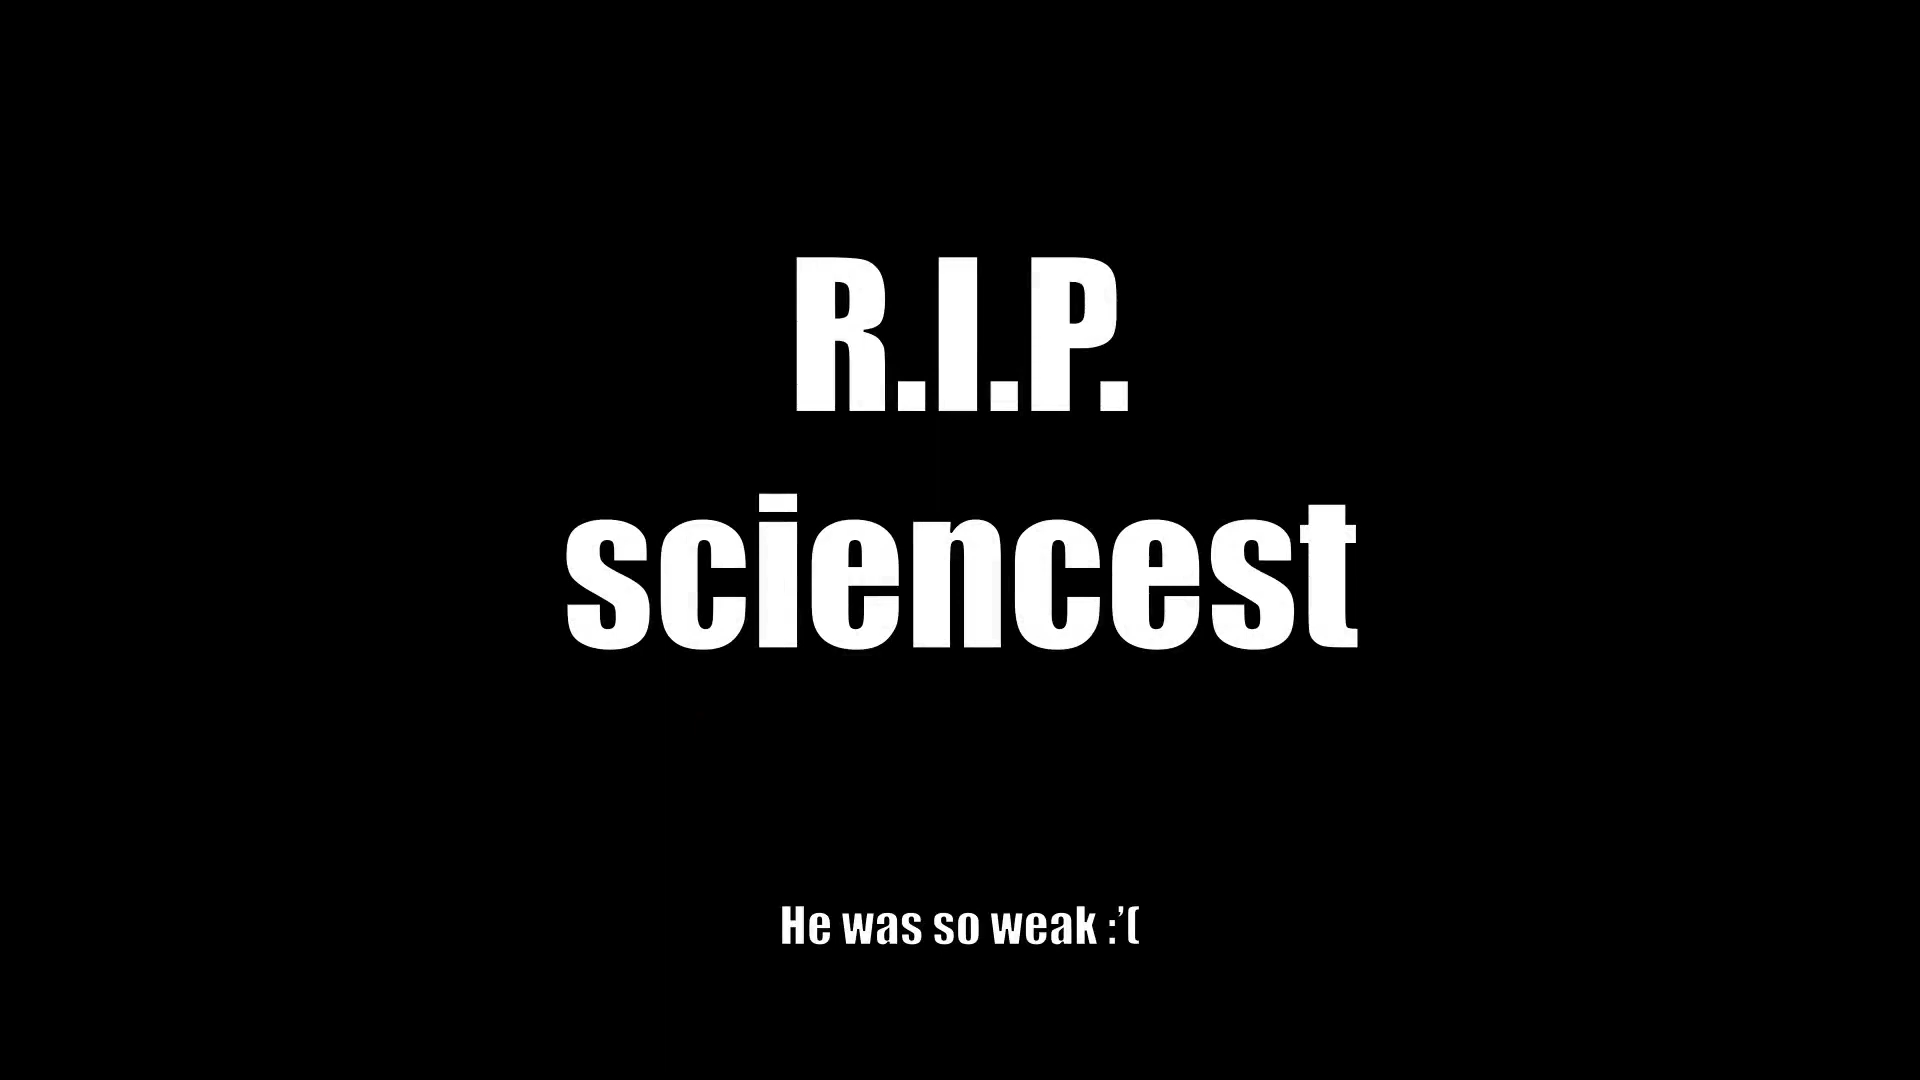 R.I.P.
sciencest
He was so weak :’(